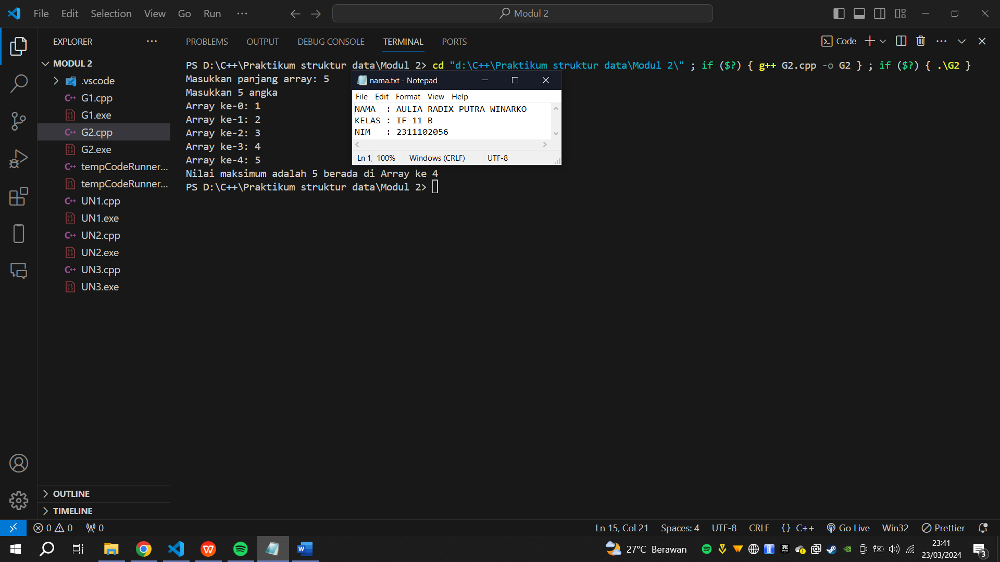 File Edit Selection View Go Run ···
Modul 2
EXPLORER
PROBLEMS OUTPUT DEBUG CONSOLE TERMINAL PORTS
Code
MODUL 2
.vscode
G1.cpp
G1.exe
G2.cpp
G2.exe
tempCodeRunner...
tempCodeRunner...
UN1.cpp
UN1.exe
UN2.cpp
UN2.exe
UN3.cpp
UN3.exe
OUTLINE
TIMELINE
PS D:\C++\Praktikum struktur data\Modul 2> cd "d:\C++\Praktikum struktur data\Modul 2\" ; if ($?) { g++ G2.cpp -o G2 } ; if ($?) { .\G2 }
Masukkan panjang array: 5
Masukkan 5 angka
Array ke-0: 1
Array ke-1: 2
Array ke-2: 3
Array ke-3: 4
Array ke-4: 5
Nilai maksimum adalah 5 berada di Array ke 4
PS D:\C++\Praktikum struktur data\Modul 2>
nama.txt - Notepad
File Edit Format View Help
NAMA : AULIA RADIX PUTRA WINARKO
KELAS : IF-11-B
NIM : 2311102056
Ln 1 100% Windows (CRLF) UTF-8
0 0 0
Ln 15, Col 21 Spaces: 4 UTF-8 CRLF {} C++ Go Live Win32 Prettier
27°C Berawan
23:41
23/03/2024
3